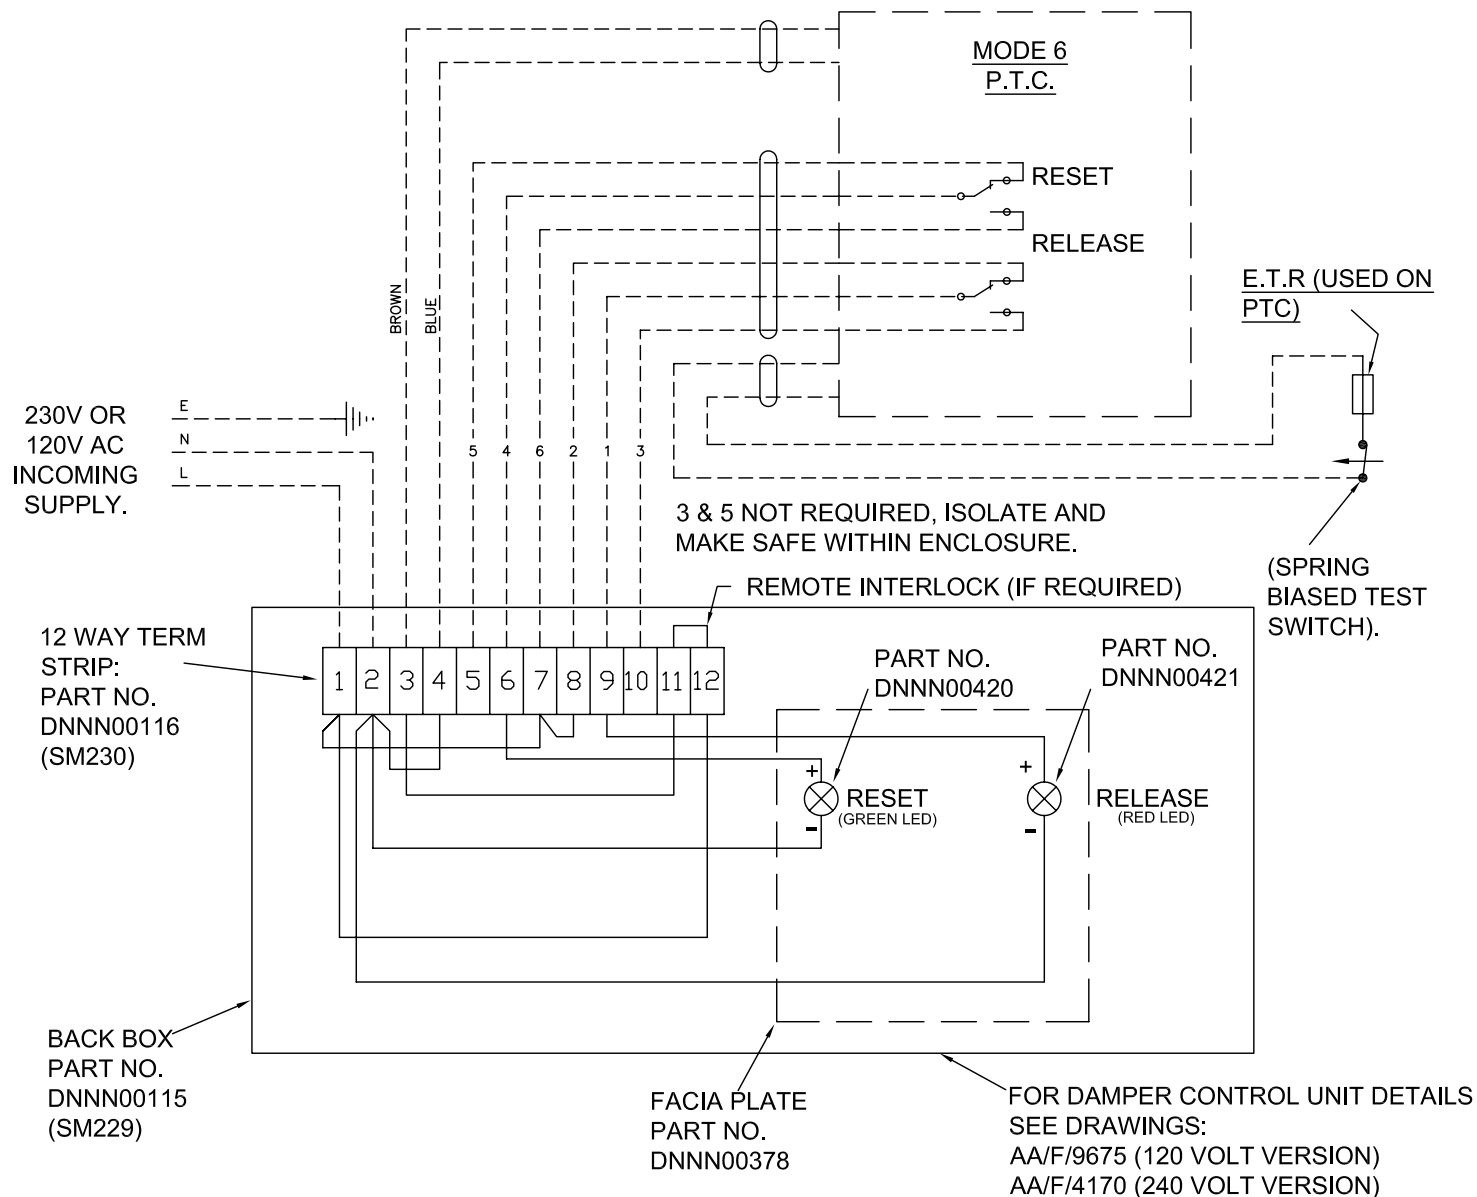 MODE 6
P.T.C.
RESET
RELEASE
E.T.R (USED ON
PTC)
BROWN
BLUE
230V OR
120V AC
INCOMING
SUPPLY.
E
N
L
5 4 6 2 1 3
3 & 5 NOT REQUIRED, ISOLATE AND
MAKE SAFE WITHIN ENCLOSURE.
(SPRING
BIASED TEST
SWITCH).
REMOTE INTERLOCK (IF REQUIRED)
12 WAY TERM
STRIP:
PART NO.
DNNN00116
(SM230)
1 2 3 4 5 6 7 8 9 10 11 12
PART NO.
DNNN00420
PART NO.
DNNN00421
+
RESET
(GREEN LED)
-
+
RELEASE
(RED LED)
-
BACK BOX
PART NO.
DNNN00115
(SM229)
FACIA PLATE
PART NO.
DNNN00378
FOR DAMPER CONTROL UNIT DETAILS
SEE DRAWINGS:
AA/F/9675 (120 VOLT VERSION)
AA/F/4170 (240 VOLT VERSION)